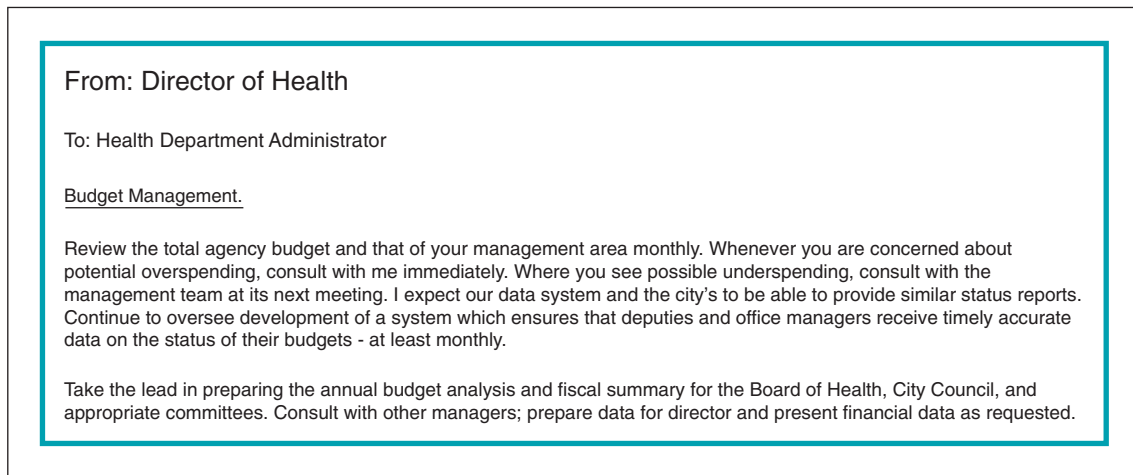 From: Director of Health
To: Health Department Administrator
Budget Management.
Review the total agency budget and that of your management area monthly. Whenever you are concerned about
potential overspending, consult with me immediately. Where you see possible underspending, consult with the
management team at its next meeting. I expect our data system and the city's to be able to provide similar status reports.
Continue to oversee development of a system which ensures that deputies and office managers receive timely accurate
data on the status of their budgets - at least monthly.
Take the lead in preparing the annual budget analysis and fiscal summary for the Board of Health, City Council, and
appropriate committees. Consult with other managers; prepare data for director and present financial data as requested.